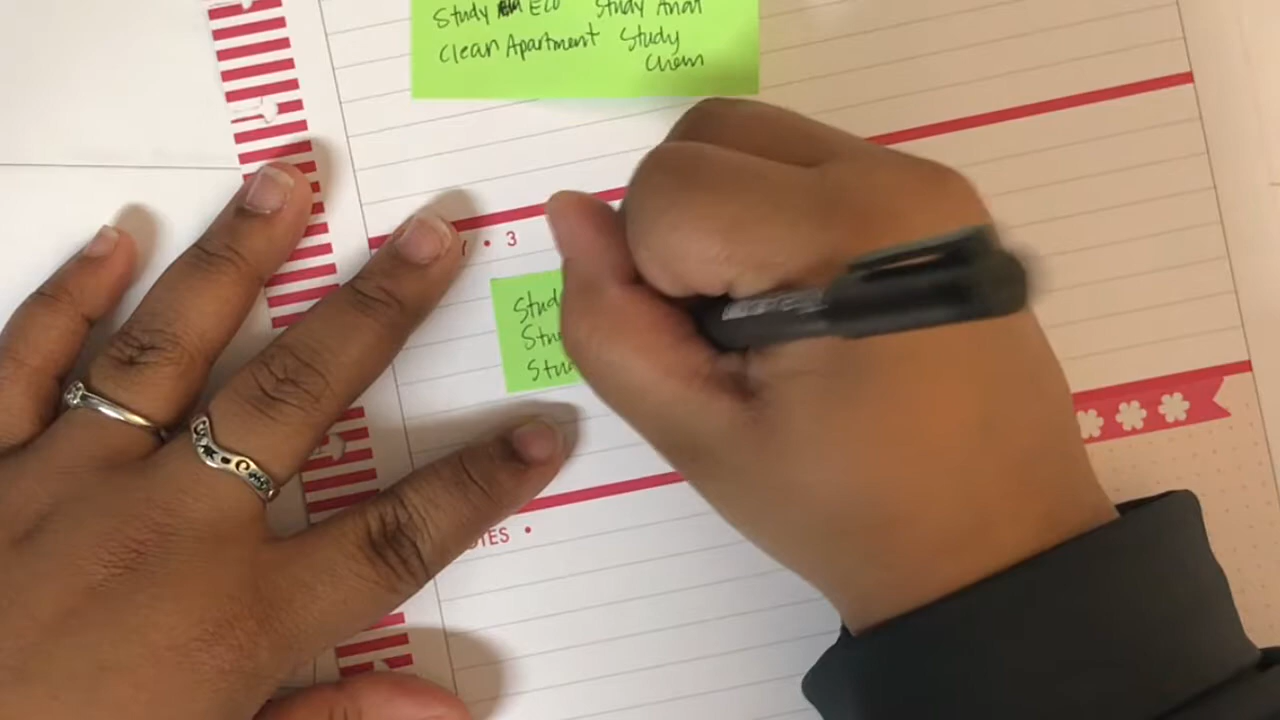 Study Eco Study Anat
Clean Apartment Study
Chem
Y • 3
Stud
Stu
Stu
OTES •